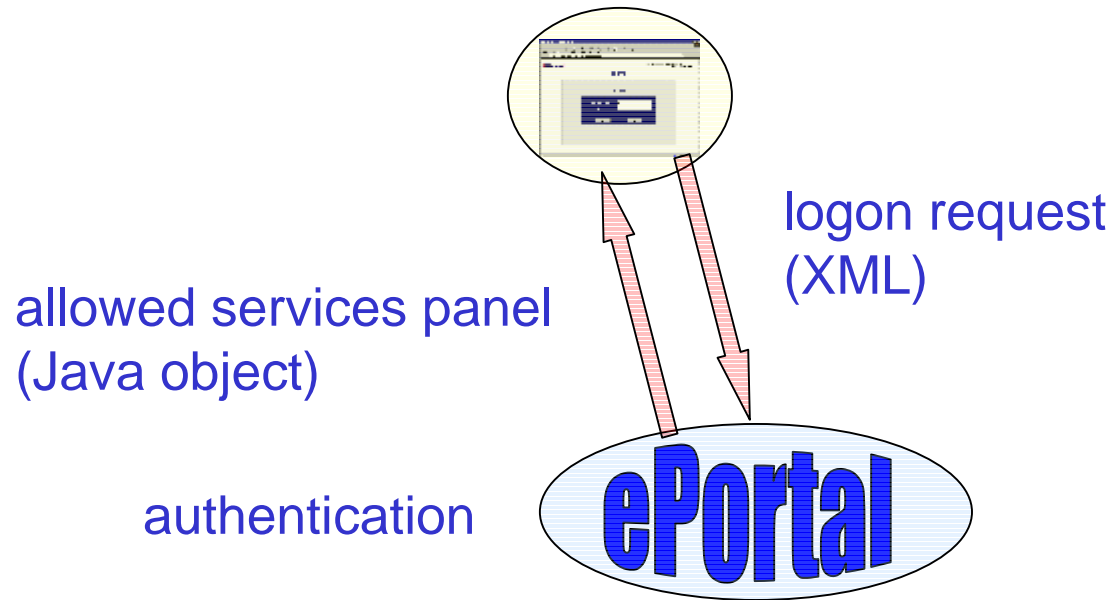 logon request
(XML)
allowed services panel
(Java object)
authentication
ePortal